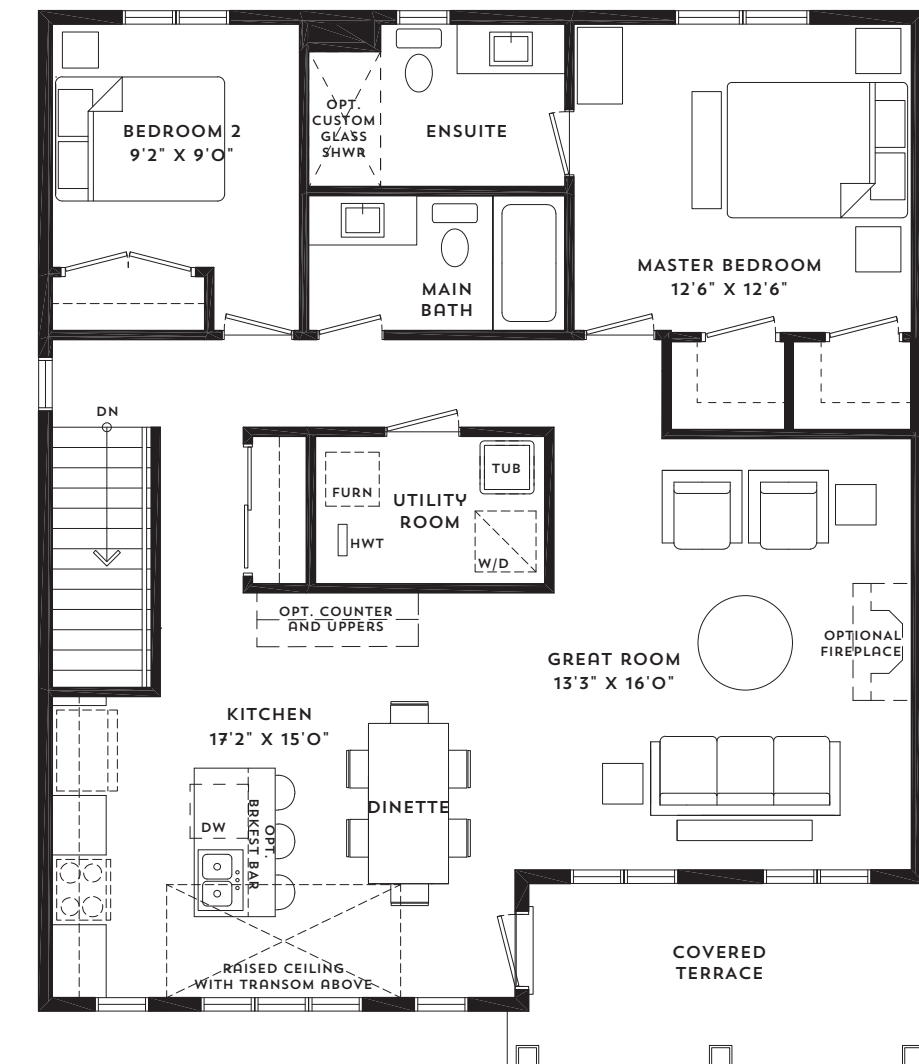 BEDROOM 2
9'2" X 9'0"
OPT.
CUSTOM
GLASS
SHWR
ENSUITE
MASTER BEDROOM
12'6" X 12'6"
MAIN
BATH
DN
FURN
HWT
UTILITY
ROOM
TUB
W/D
OPT. COUNTER
AND UPPERS
GREAT ROOM
13'3" X 16'0"
OPTIONAL
FIREPLACE
KITCHEN
17'2" X 15'0"
DW
OPT.
BRKFST BAR
DINETTE
RAISED CEILING
WITH TRANSOM ABOVE
COVERED
TERRACE